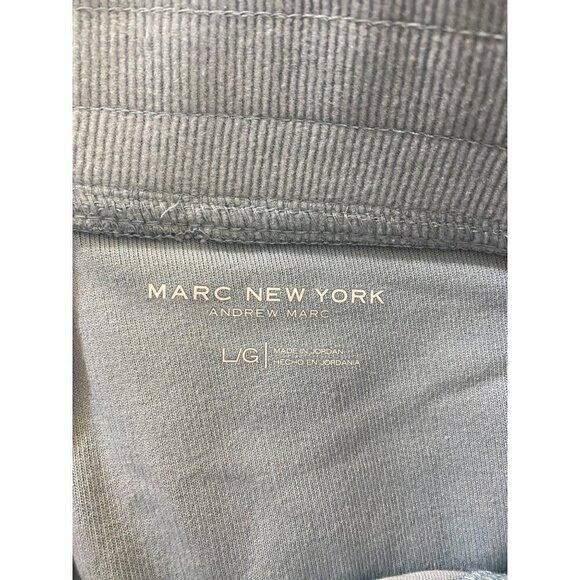 MARC NEW YORK
ANDREW MARC
L/G | MADE IN JORDAN
HECHO EN JORDANIA